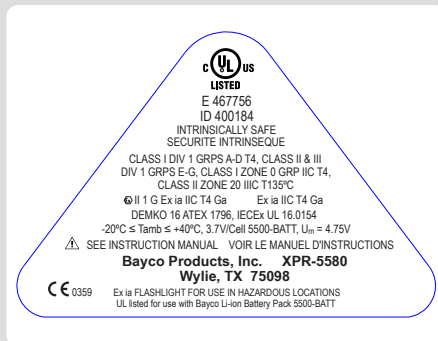 C UL US
LISTED
E 467756
ID 400184
INTRINSICALLY SAFE
SECURITE INTRINSEQUE
CLASS I DIV 1 GRPS A-D T4, CLASS II & III
DIV 1 GRPS E-G, CLASS I ZONE 0 GRP IIC T4,
CLASS II ZONE 20 IIIC T135ºC
Ex II 1 G Ex ia IIC T4 Ga Ex ia IIC T4 Ga
DEMKO 16 ATEX 1796, IECEx UL 16.0154
-20ºC ≤ Tamb ≤ +40ºC, 3.7V/Cell 5500-BATT, Um = 4.75V
SEE INSTRUCTION MANUAL VOIR LE MANUEL D'INSTRUCTIONS
Bayco Products, Inc. XPR-5580
Wylie, TX 75098
CE 0359 Ex ia FLASHLIGHT FOR USE IN HAZARDOUS LOCATIONS
UL listed for use with Bayco Li-ion Battery Pack 5500-BATT